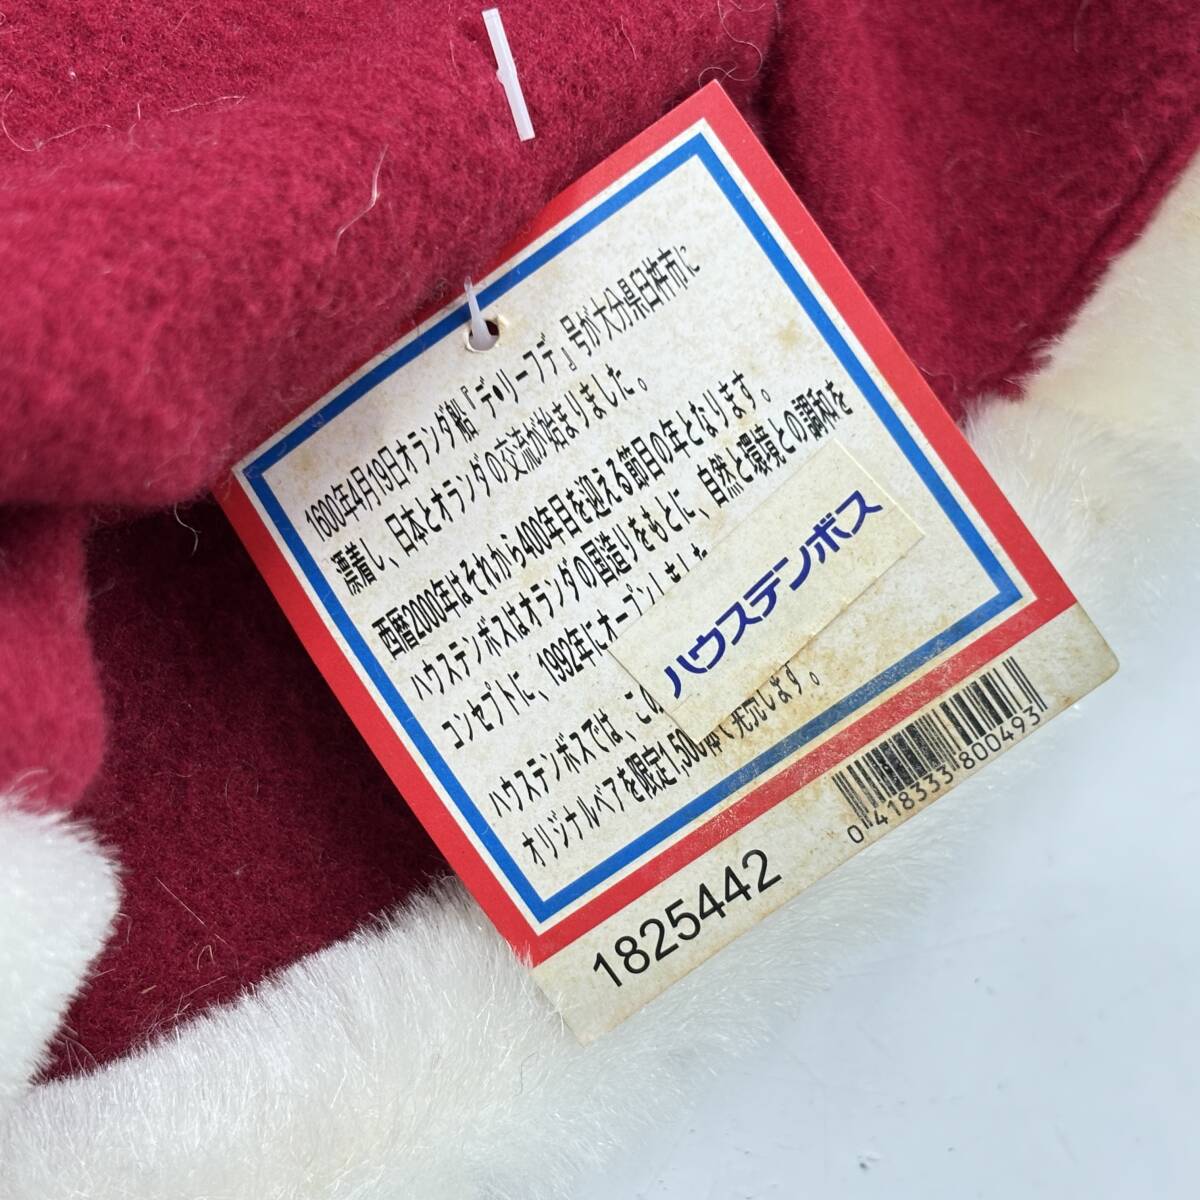 1600年4月19日オランダ船『デ•リーフデ』号が大分県臼杵市に
漂着し、日本とオランダの交流が始まりました。
西暦2000年はそれから400年目を迎える節目の年となります。
ハウステンボスはオランダの国造りをもとに、自然と環境との調和を
コンセプトに、1992年にオープンしました
ハウステンボスでは、この
オリジナルベアを限定1,500体 発売します。
ハウステンボス
0 418333 800493
1825442